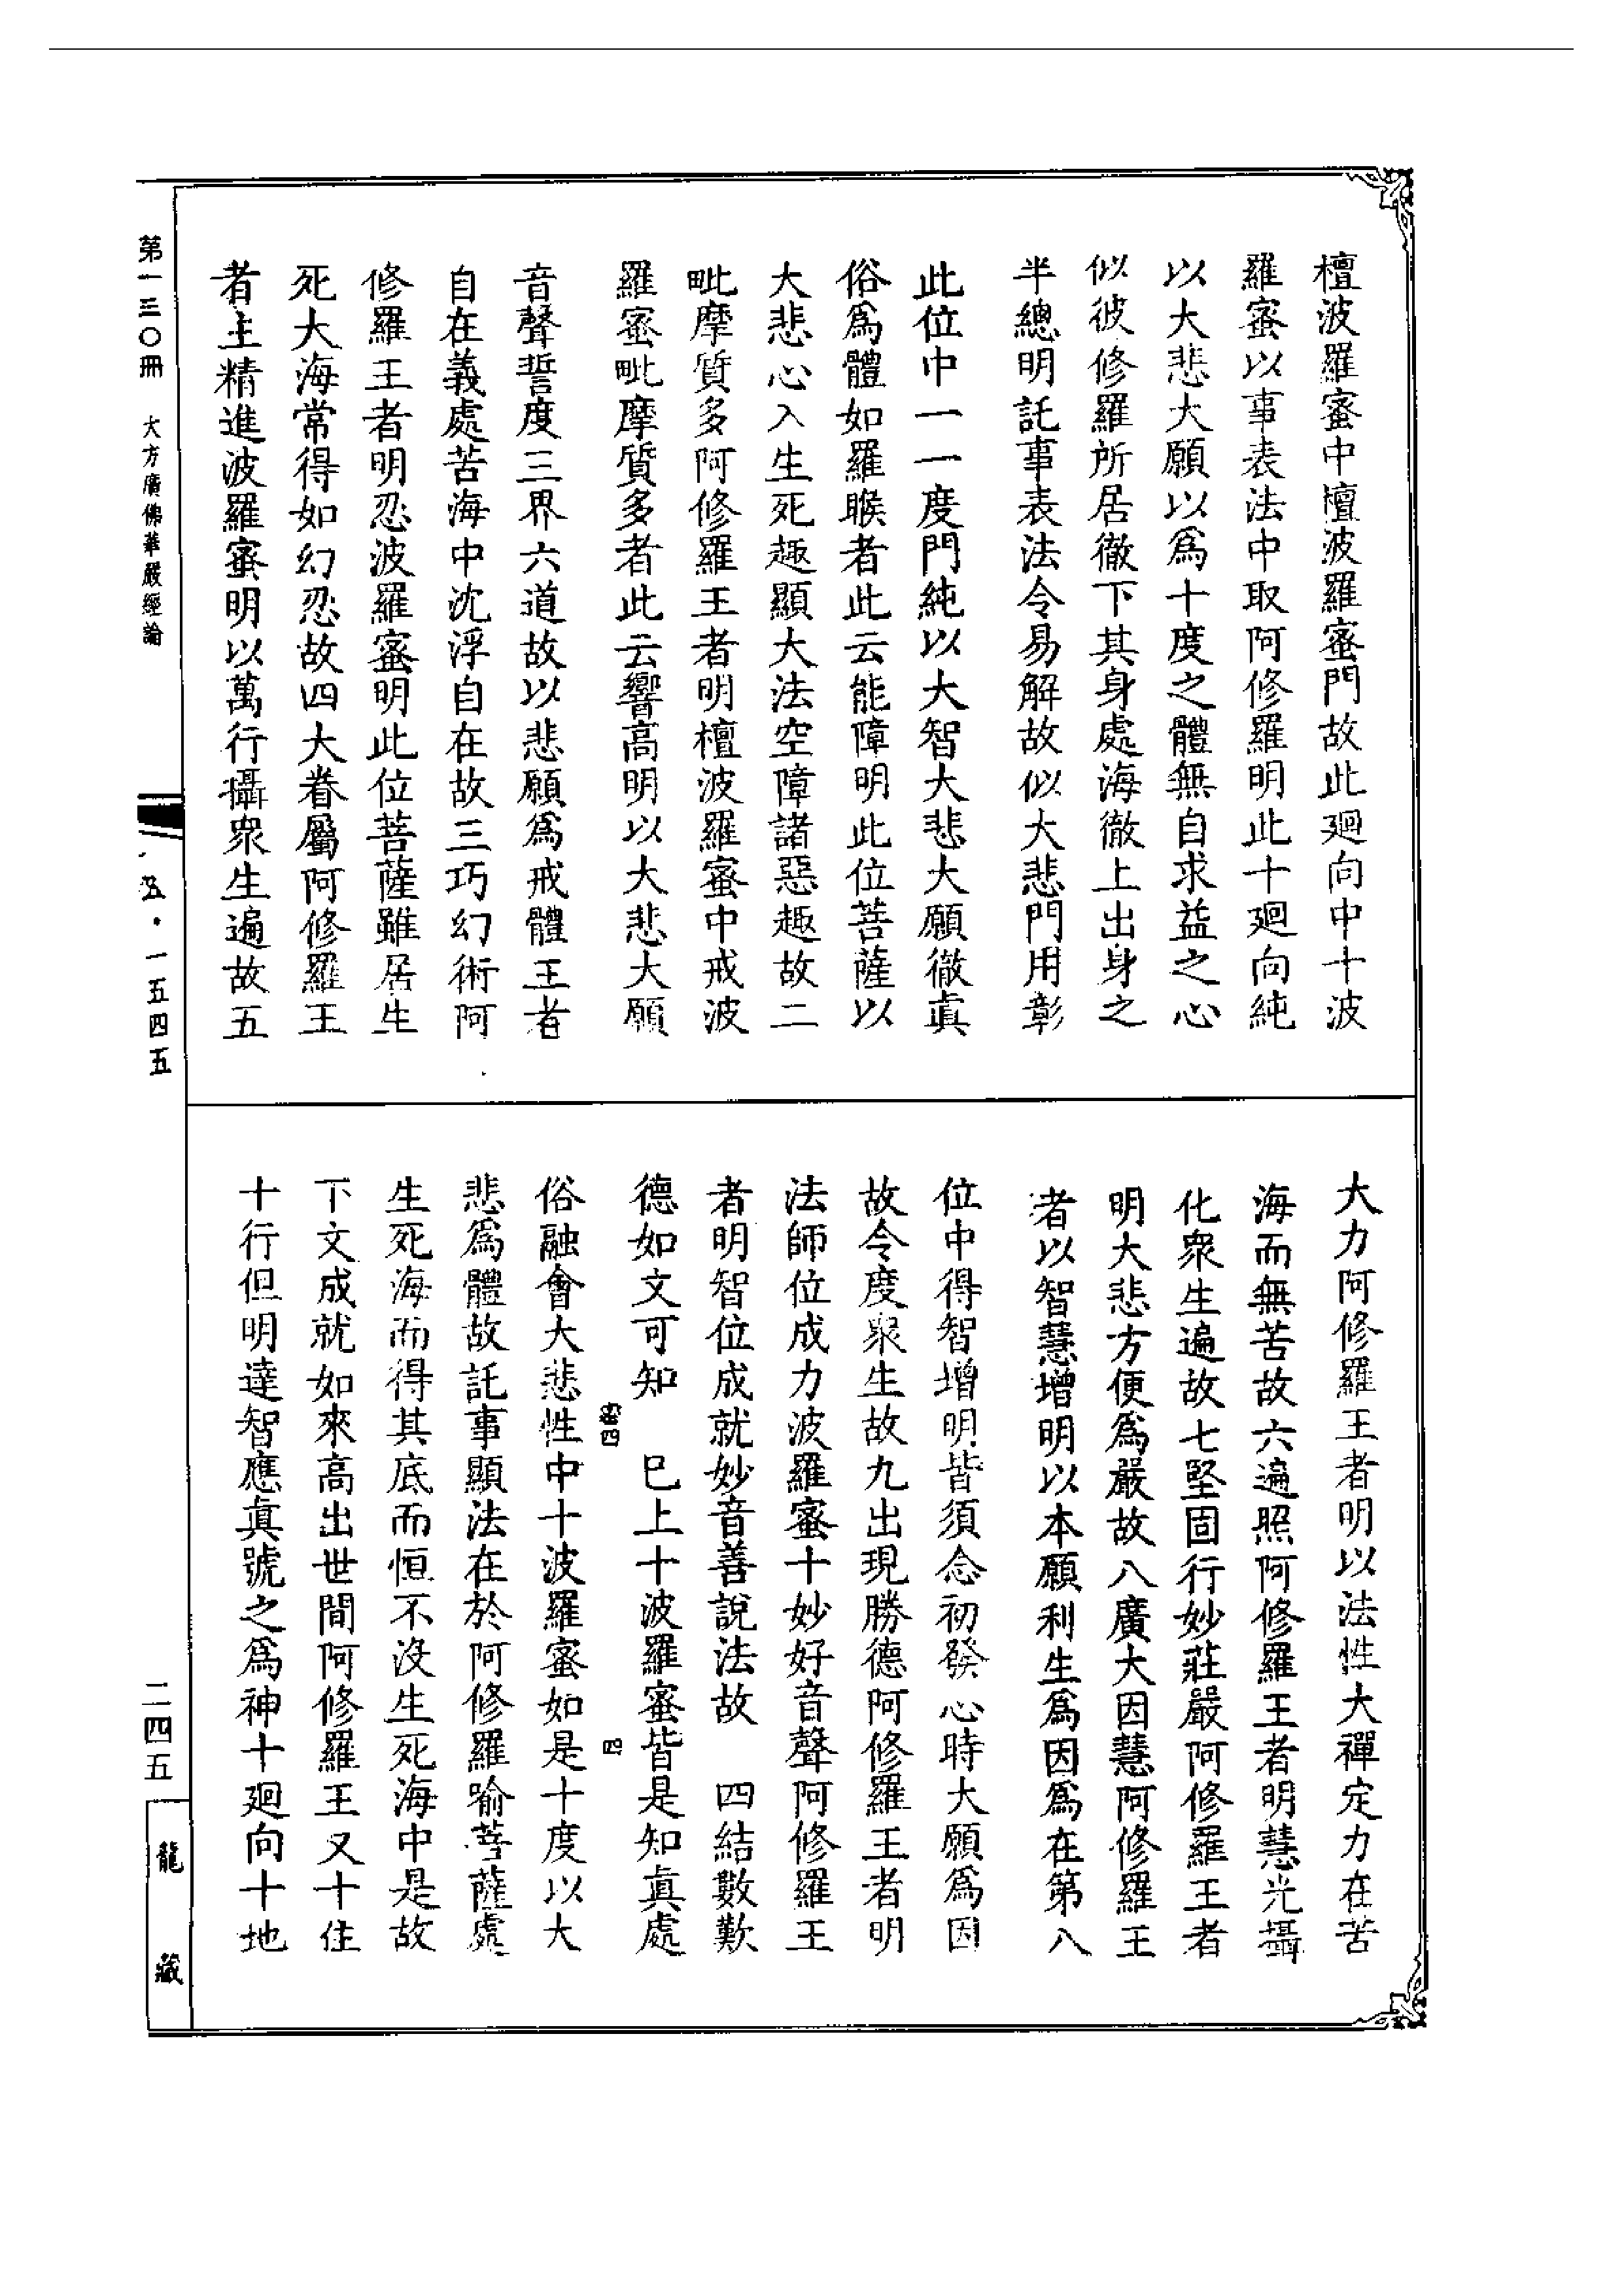 檀波羅蜜中檀波羅蜜門故此迴向中十波
羅蜜以事表法中取阿修羅明此十迴向純
以大悲大願以爲十度之體無自求益之心
似彼修羅所居徹下其身處海徹上出身之
半總明託事表法令易解故似大悲門用彰
此位中一一度門純以大智大悲大願徹眞
俗爲體如羅睺者此云能障明此位菩薩以
大悲心入生死趣顯大法空障諸惡趣故二
毗摩質多阿修羅王者明檀波羅蜜中戒波
羅蜜毗摩質多者此云響高明以大悲大願
音聲誓度三界六道故以悲願爲戒體王者
自在義處苦海中沈浮自在故三巧幻術阿
修羅王者明忍波羅蜜明此位菩薩雖居生
死大海常得如幻忍故四大眷屬阿修羅王
者主精進波羅蜜明以萬行攝衆生遍故五
大力阿修羅王者明以法性大禪定力在苦
海而無苦故六遍照阿修羅王者明慧光攝
化衆生遍故七堅固行妙莊嚴阿修羅王者
明大悲方便爲嚴故八廣大因慧阿修羅王
者以智慧增明以本願利生爲因爲在第八
位中得智增明皆須念初發心時大願爲因
故令度衆生故九出現勝德阿修羅王者明
法師位成力波羅蜜十妙好音聲阿修羅王
者明智位成就妙音善說法故 四結數歎
德如文可知 巳上十波羅蜜皆是知眞處
俗融會大悲性中十波羅蜜如是十度以大
悲爲體故託事顯法在於阿修羅喻菩薩處
生死海而得其底而恒不沒生死海中是故
下文成就如來高出世間阿修羅王又十住
十行但明達智應眞號之爲神十迴向十地
第一三〇冊 大方廣佛華嚴經論
五・一五四五
二四五
龍藏